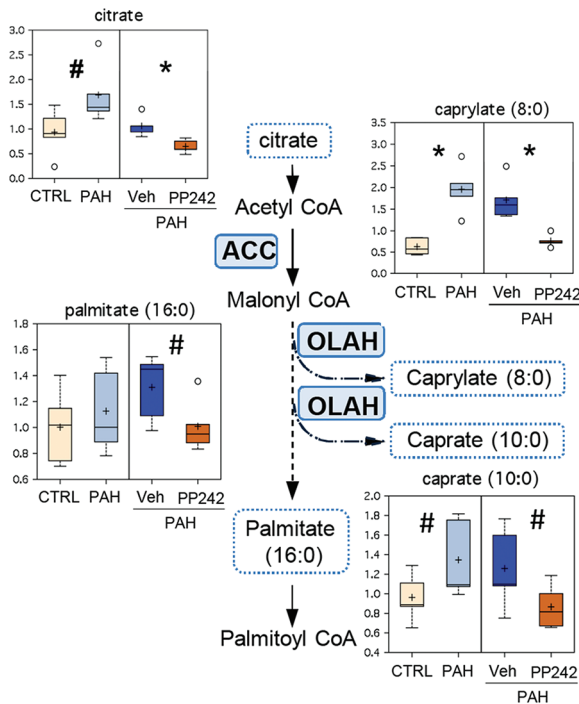 citrate
3.0
2.5
2.0
1.5
1.0
0.5
0.0
#
*
CTRL PAH Veh PP242
PAH
citrate
Acetyl CoA
ACC
Malonyl CoA
caprylate (8:0)
3.5
3.0
2.5
2.0
1.5
1.0
0.5
0.0
*
*
CTRL PAH Veh PP242
PAH
palmitate (16:0)
1.8
1.6
1.4
1.2
1.0
0.8
0.6
#
CTRL PAH Veh PP242
PAH
OLAH
Caprylate (8:0)
OLAH
Caprate (10:0)
Palmitate
(16:0)
Palmitoyl CoA
caprate (10:0)
2.0
1.8
1.6
1.4
1.2
1.0
0.8
0.6
0.4
#
#
CTRL PAH Veh PP242
PAH